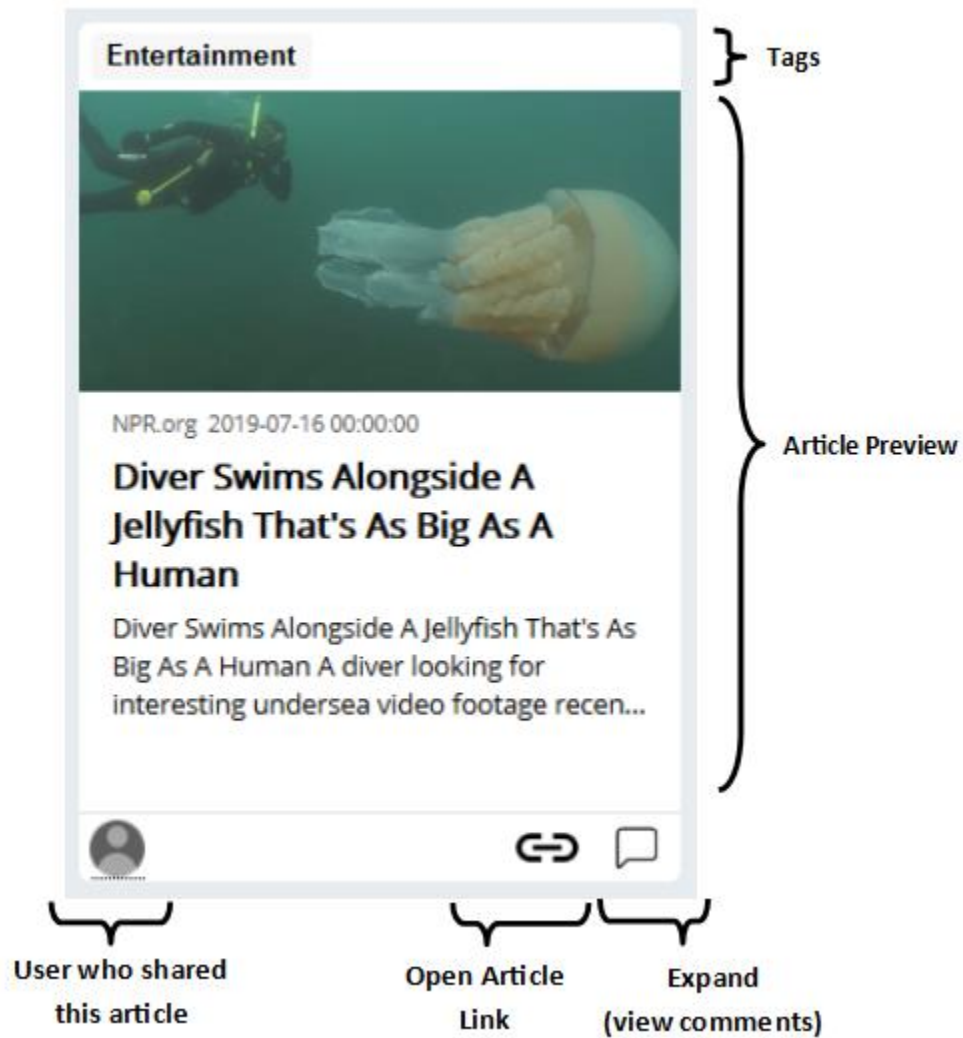 Entertainment
Tags
NPR.org 2019-07-16 00:00:00
Article Preview
Diver Swims Alongside A
Jellyfish That's As Big As A
Human
Diver Swims Alongside A Jellyfish That's As
Big As A Human A diver looking for
interesting undersea video footage recen...
User who shared
this article
Open Article
Link
Expand
(view comments)